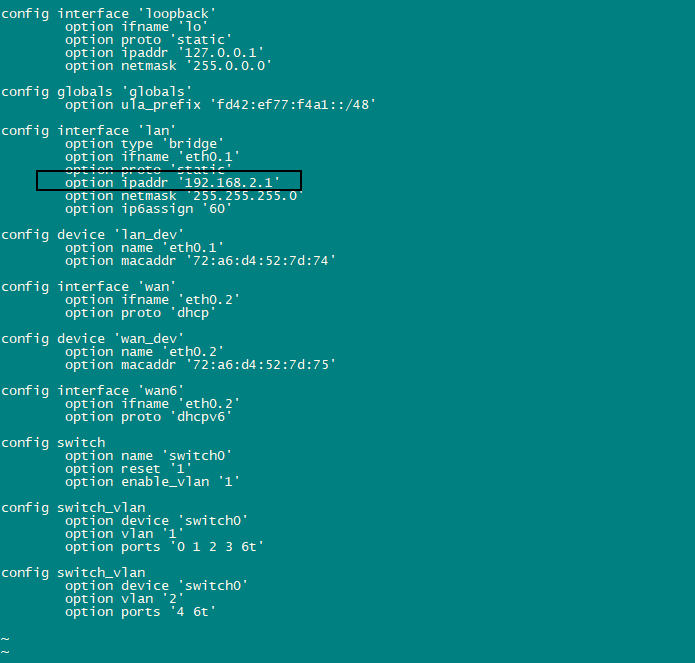 config interface 'loopback'
        option ifname 'lo'
        option proto 'static'
        option ipaddr '127.0.0.1'
        option netmask '255.0.0.0'

config globals 'globals'
        option ula_prefix 'fd42:ef77:f4a1::/48'

config interface 'lan'
        option type 'bridge'
        option ifname 'eth0.1'
        option proto 'static'
        option ipaddr '192.168.2.1'
        option netmask '255.255.255.0'
        option ip6assign '60'

config device 'lan_dev'
        option name 'eth0.1'
        option macaddr '72:a6:d4:52:7d:74'

config interface 'wan'
        option ifname 'eth0.2'
        option proto 'dhcp'

config device 'wan_dev'
        option name 'eth0.2'
        option macaddr '72:a6:d4:52:7d:75'

config interface 'wan6'
        option ifname 'eth0.2'
        option proto 'dhcpv6'

config switch
        option name 'switch0'
        option reset '1'
        option enable_vlan '1'

config switch_vlan
        option device 'switch0'
        option vlan '1'
        option ports '0 1 2 3 6t'

config switch_vlan
        option device 'switch0'
        option vlan '2'
        option ports '4 6t'

~
~